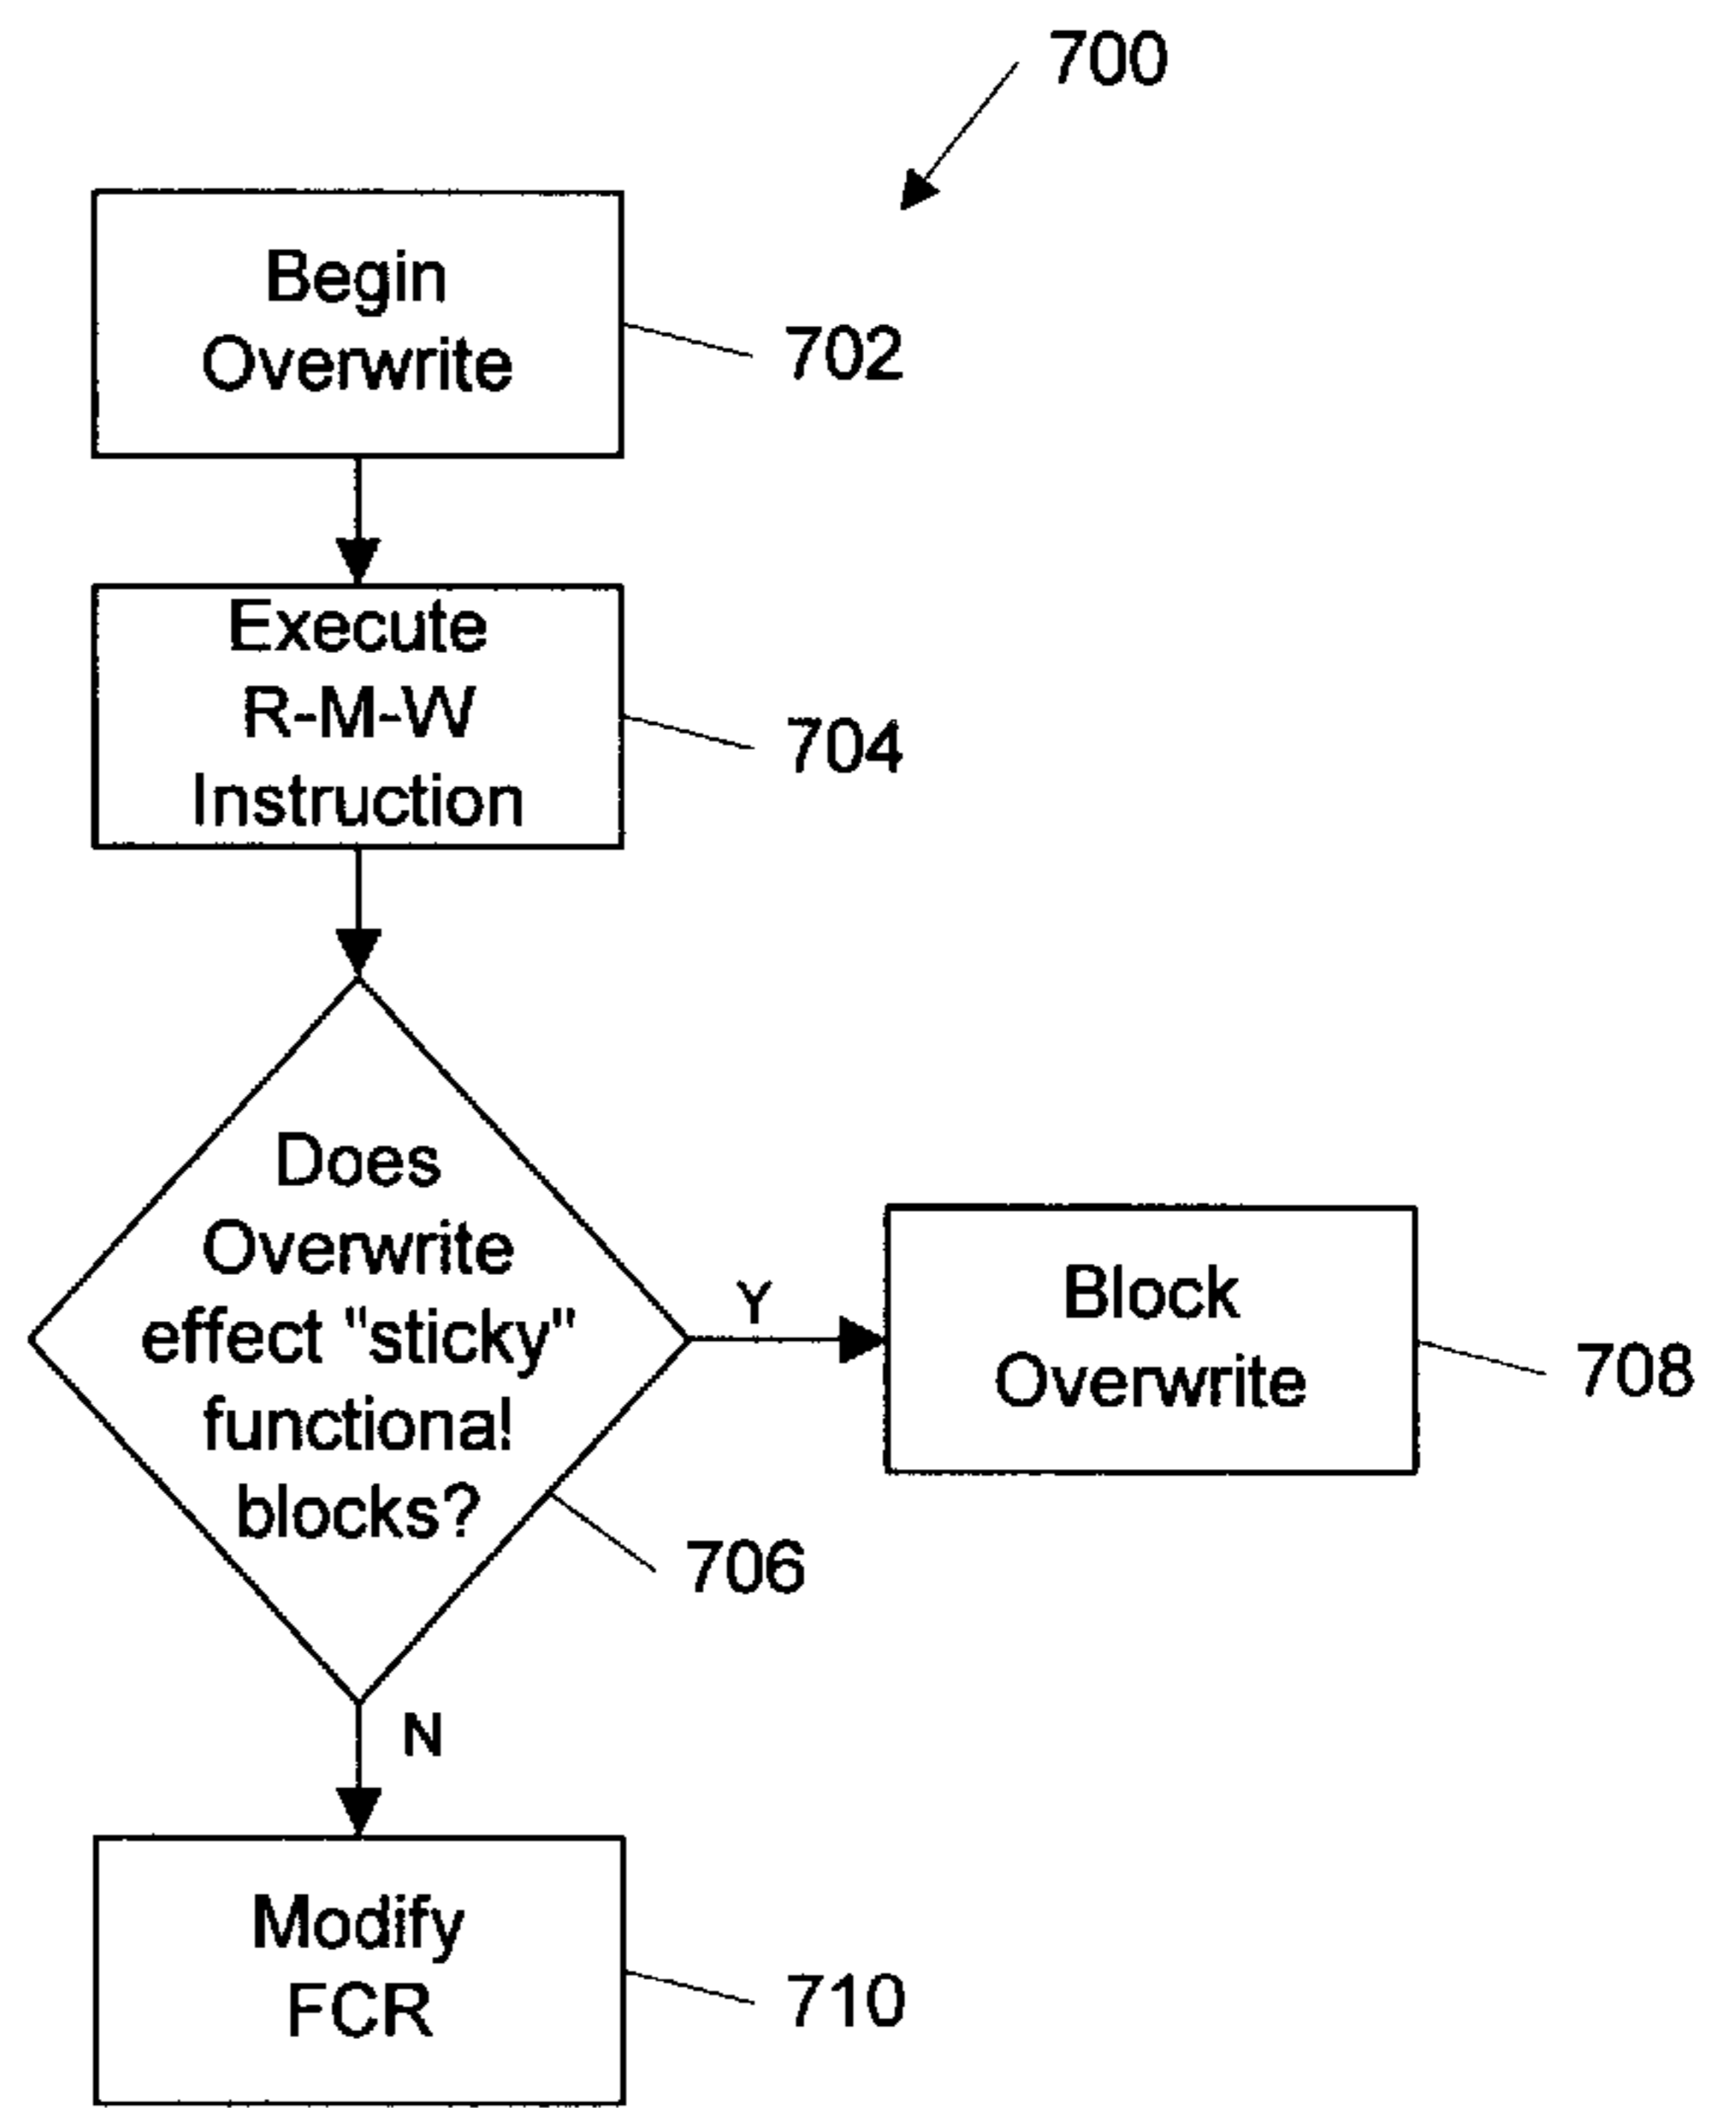 700
Begin
Overwrite
702
Execute
R-M-W
Instruction
704
Does
Overwrite
effect "sticky"
functional!
blocks?
706
Y
Block
Overwrite
708
N
Modify
FCR
710